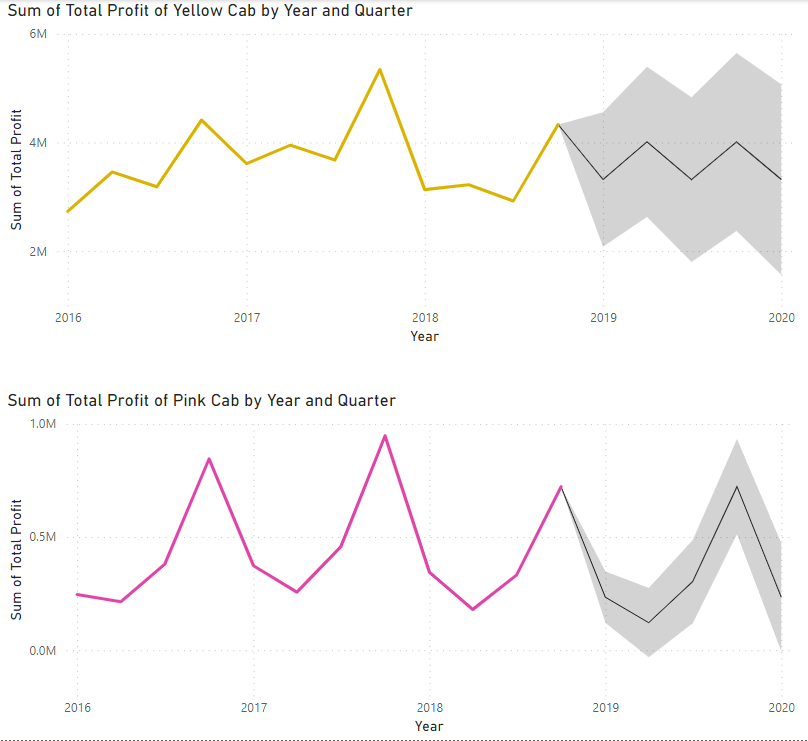 Sum of Total Profit of Yellow Cab by Year and Quarter
6M
4M
2M
Sum of Total Profit
2016 2017 2018 2019 2020
Year
Sum of Total Profit of Pink Cab by Year and Quarter
1.0M
0.5M
0.0M
Sum of Total Profit
2016 2017 2018 2019 2020
Year